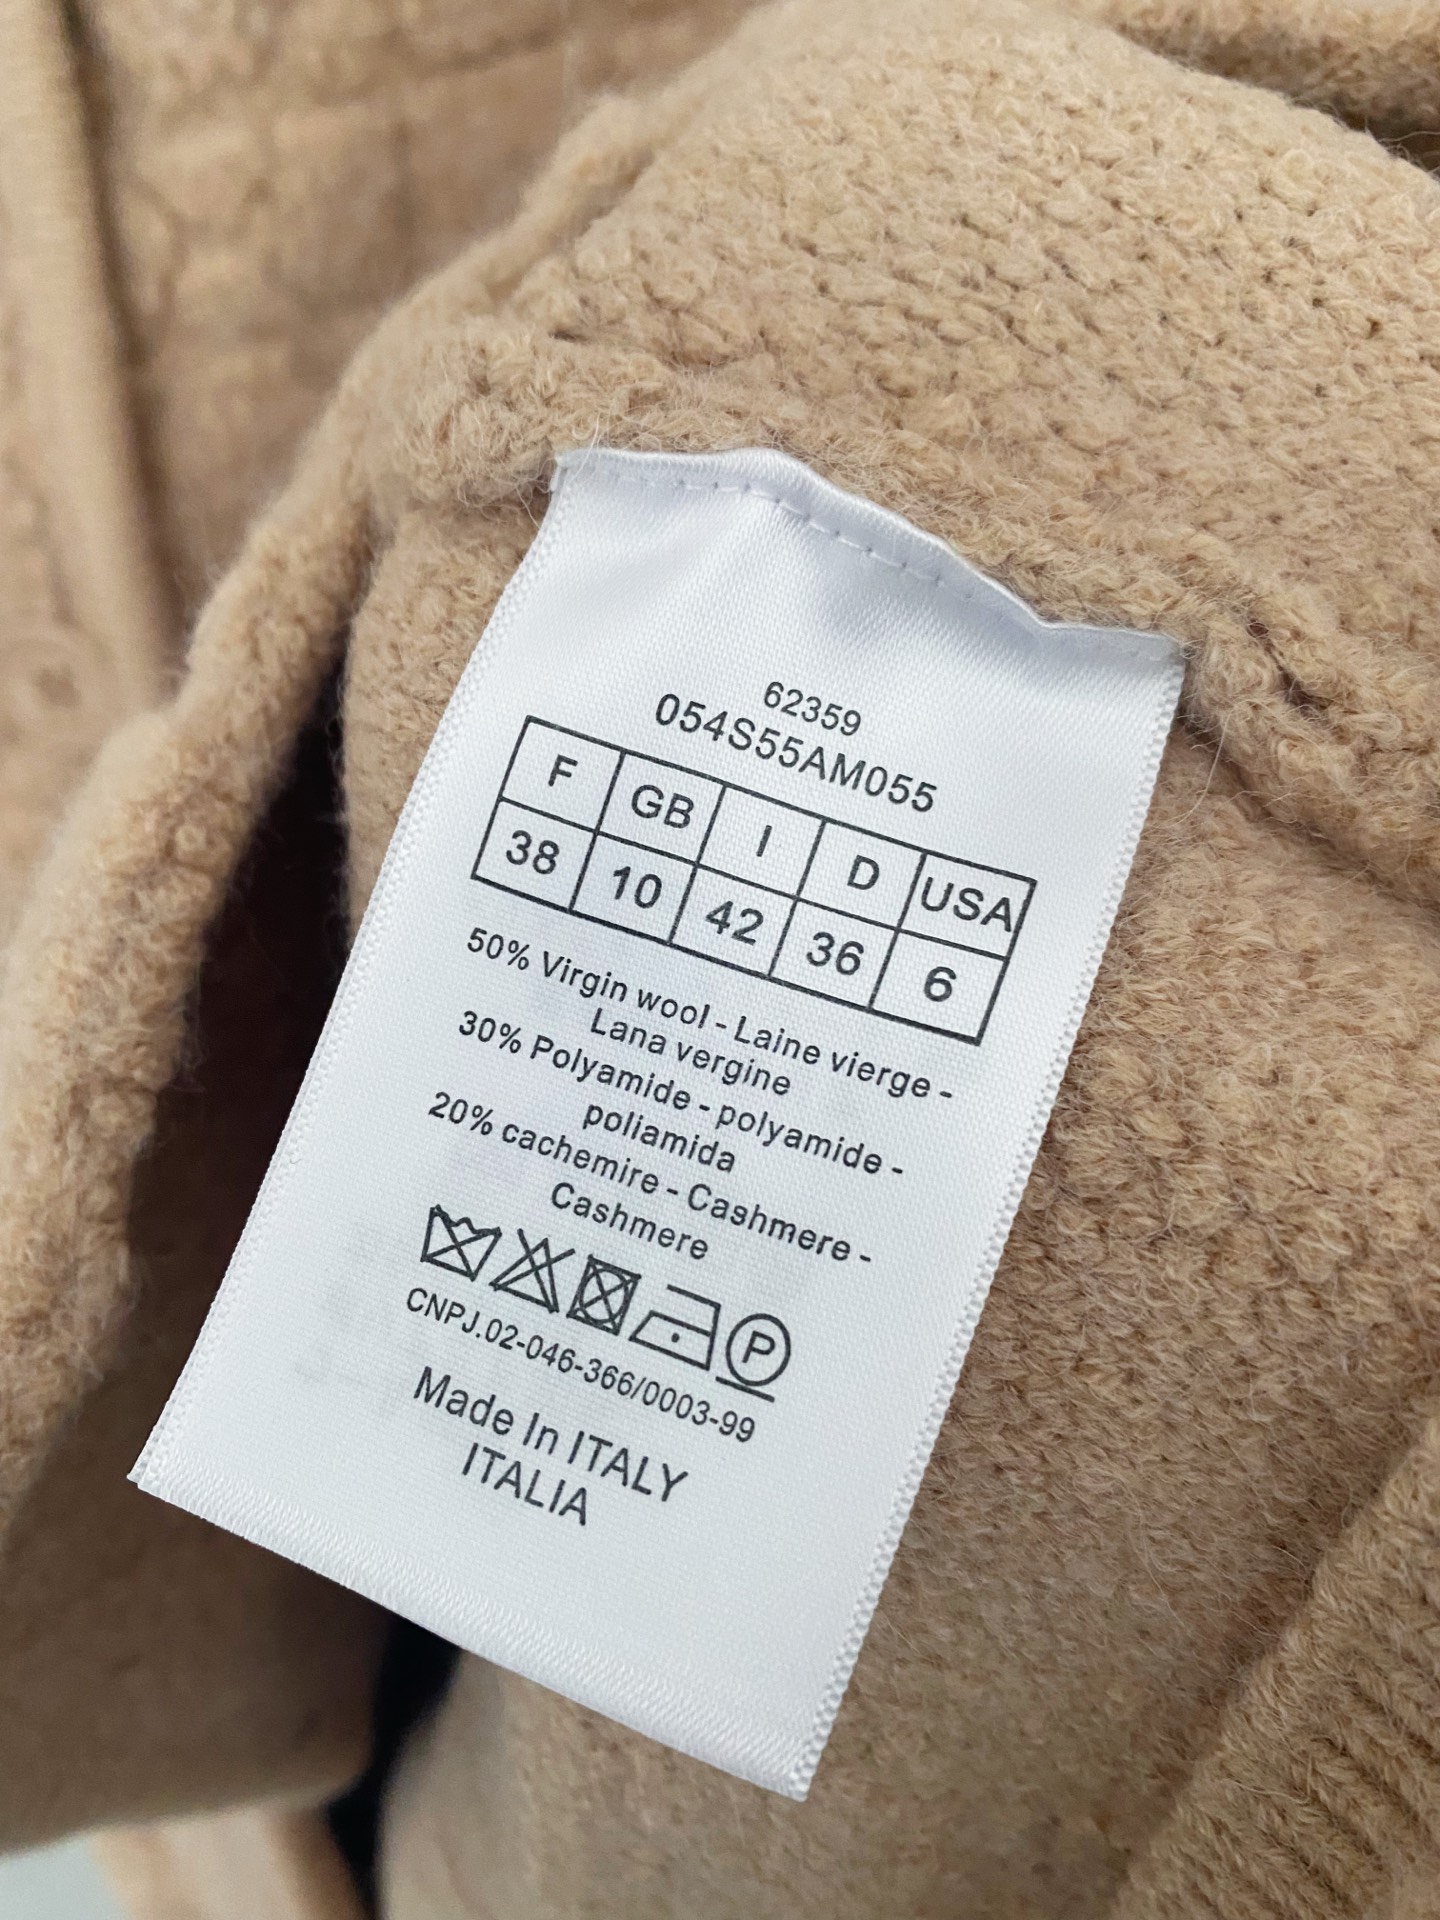 62359
054S55AM055
F GB I D USA
38 10 42 36 6
50% Virgin wool - Laine vierge -
Lana vergine
30% Polyamide - polyamide -
poliamida
20% cachemire - Cashmere -
Cashmere
P
CNPJ.02-046-366/0003-99
Made In ITALY
ITALIA